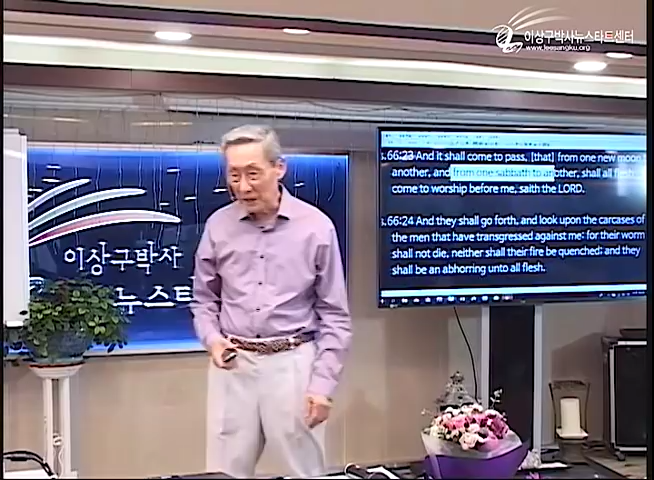 이상구박사뉴스타트센터
www.leesangku.org
이상구박사
뉴스타트
66:23 And it shall come to pass, [that] from one new moon
another, and from one sabbath to another, shall all flesh
come to worship before me, saith the LORD.
66:24 And they shall go forth, and look upon the carcases of
the men that have transgressed against me: for their worm
shall not die, neither shall their fire be quenched; and they
shall be an abhorring unto all flesh.